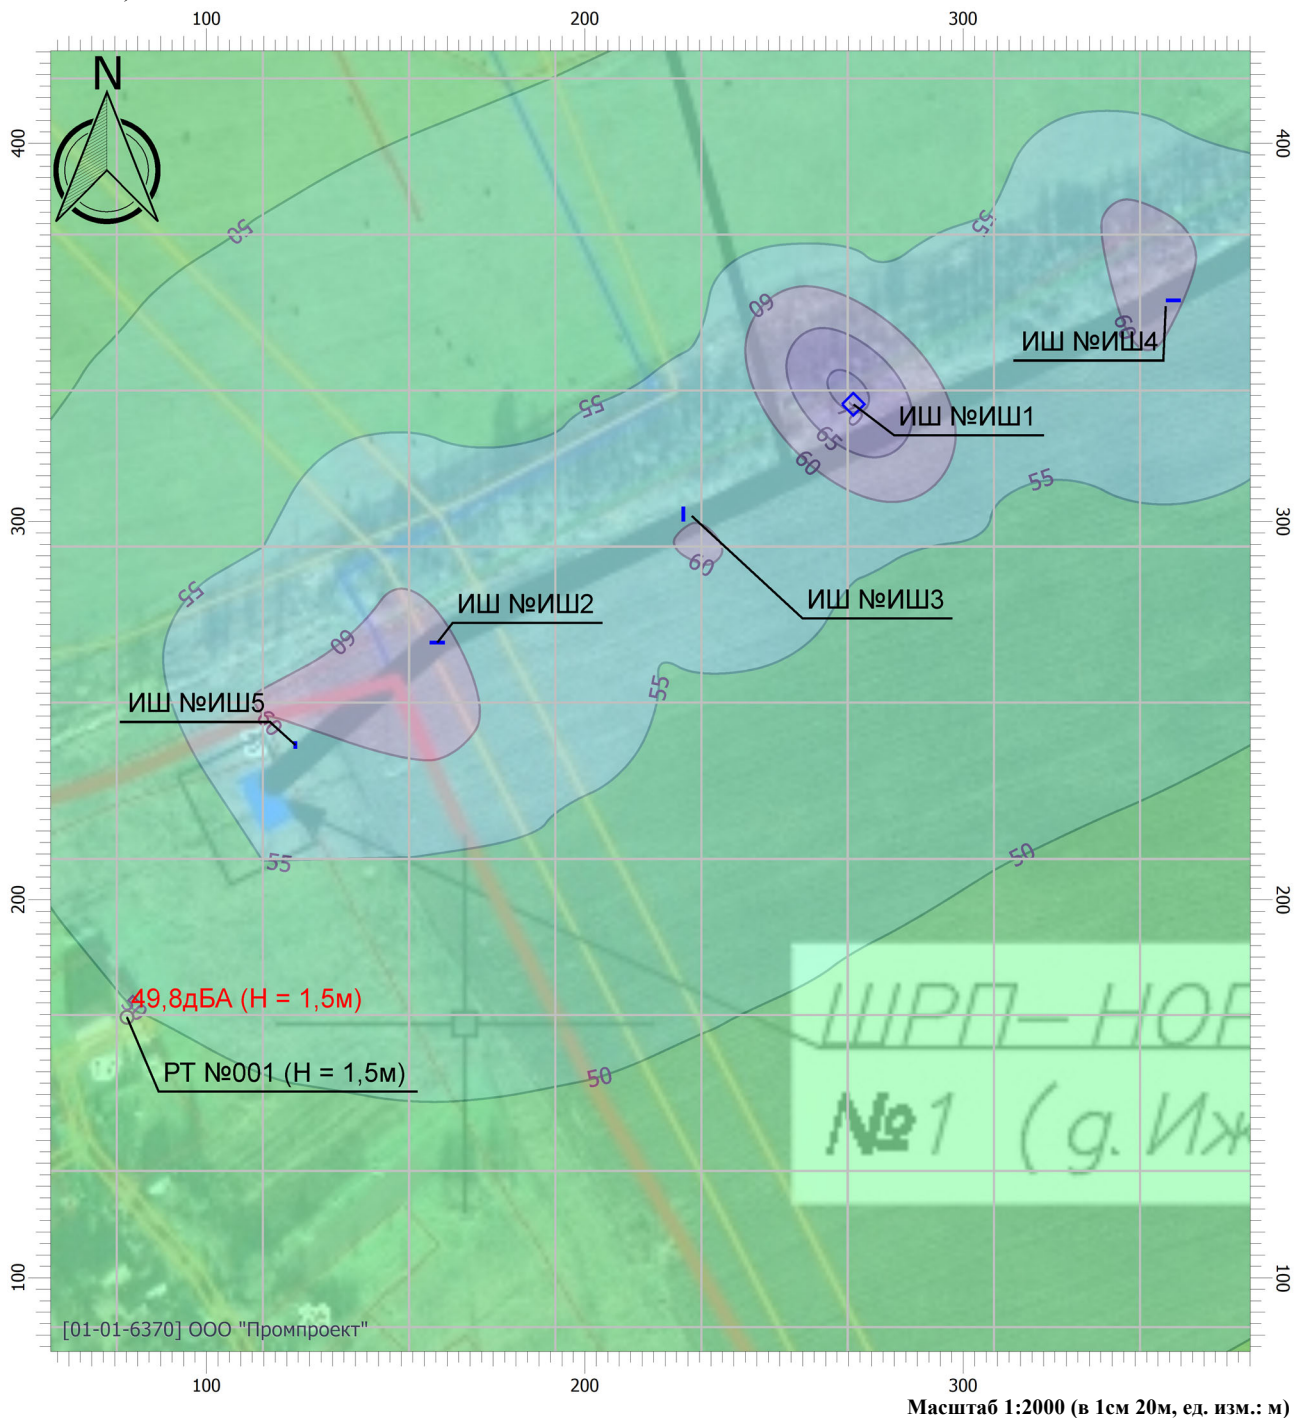 100 200 300
N
400 400
50
55
60
ИШ №ИШ4
60
55
ИШ №ИШ1
65
60
55
300 300
55
60
ИШ №ИШ3
ИШ №ИШ2
60
55
ИШ №ИШ5
60
55
50
200 200
49,8дБА (H = 1,5м)
ШРП–НОР
РТ №001 (H = 1,5м)
50
№1 (д. Иж
100 100
[01-01-6370] ООО "Промпроект"
100 200 300
Масштаб 1:2000 (в 1см 20м, ед. изм.: м)